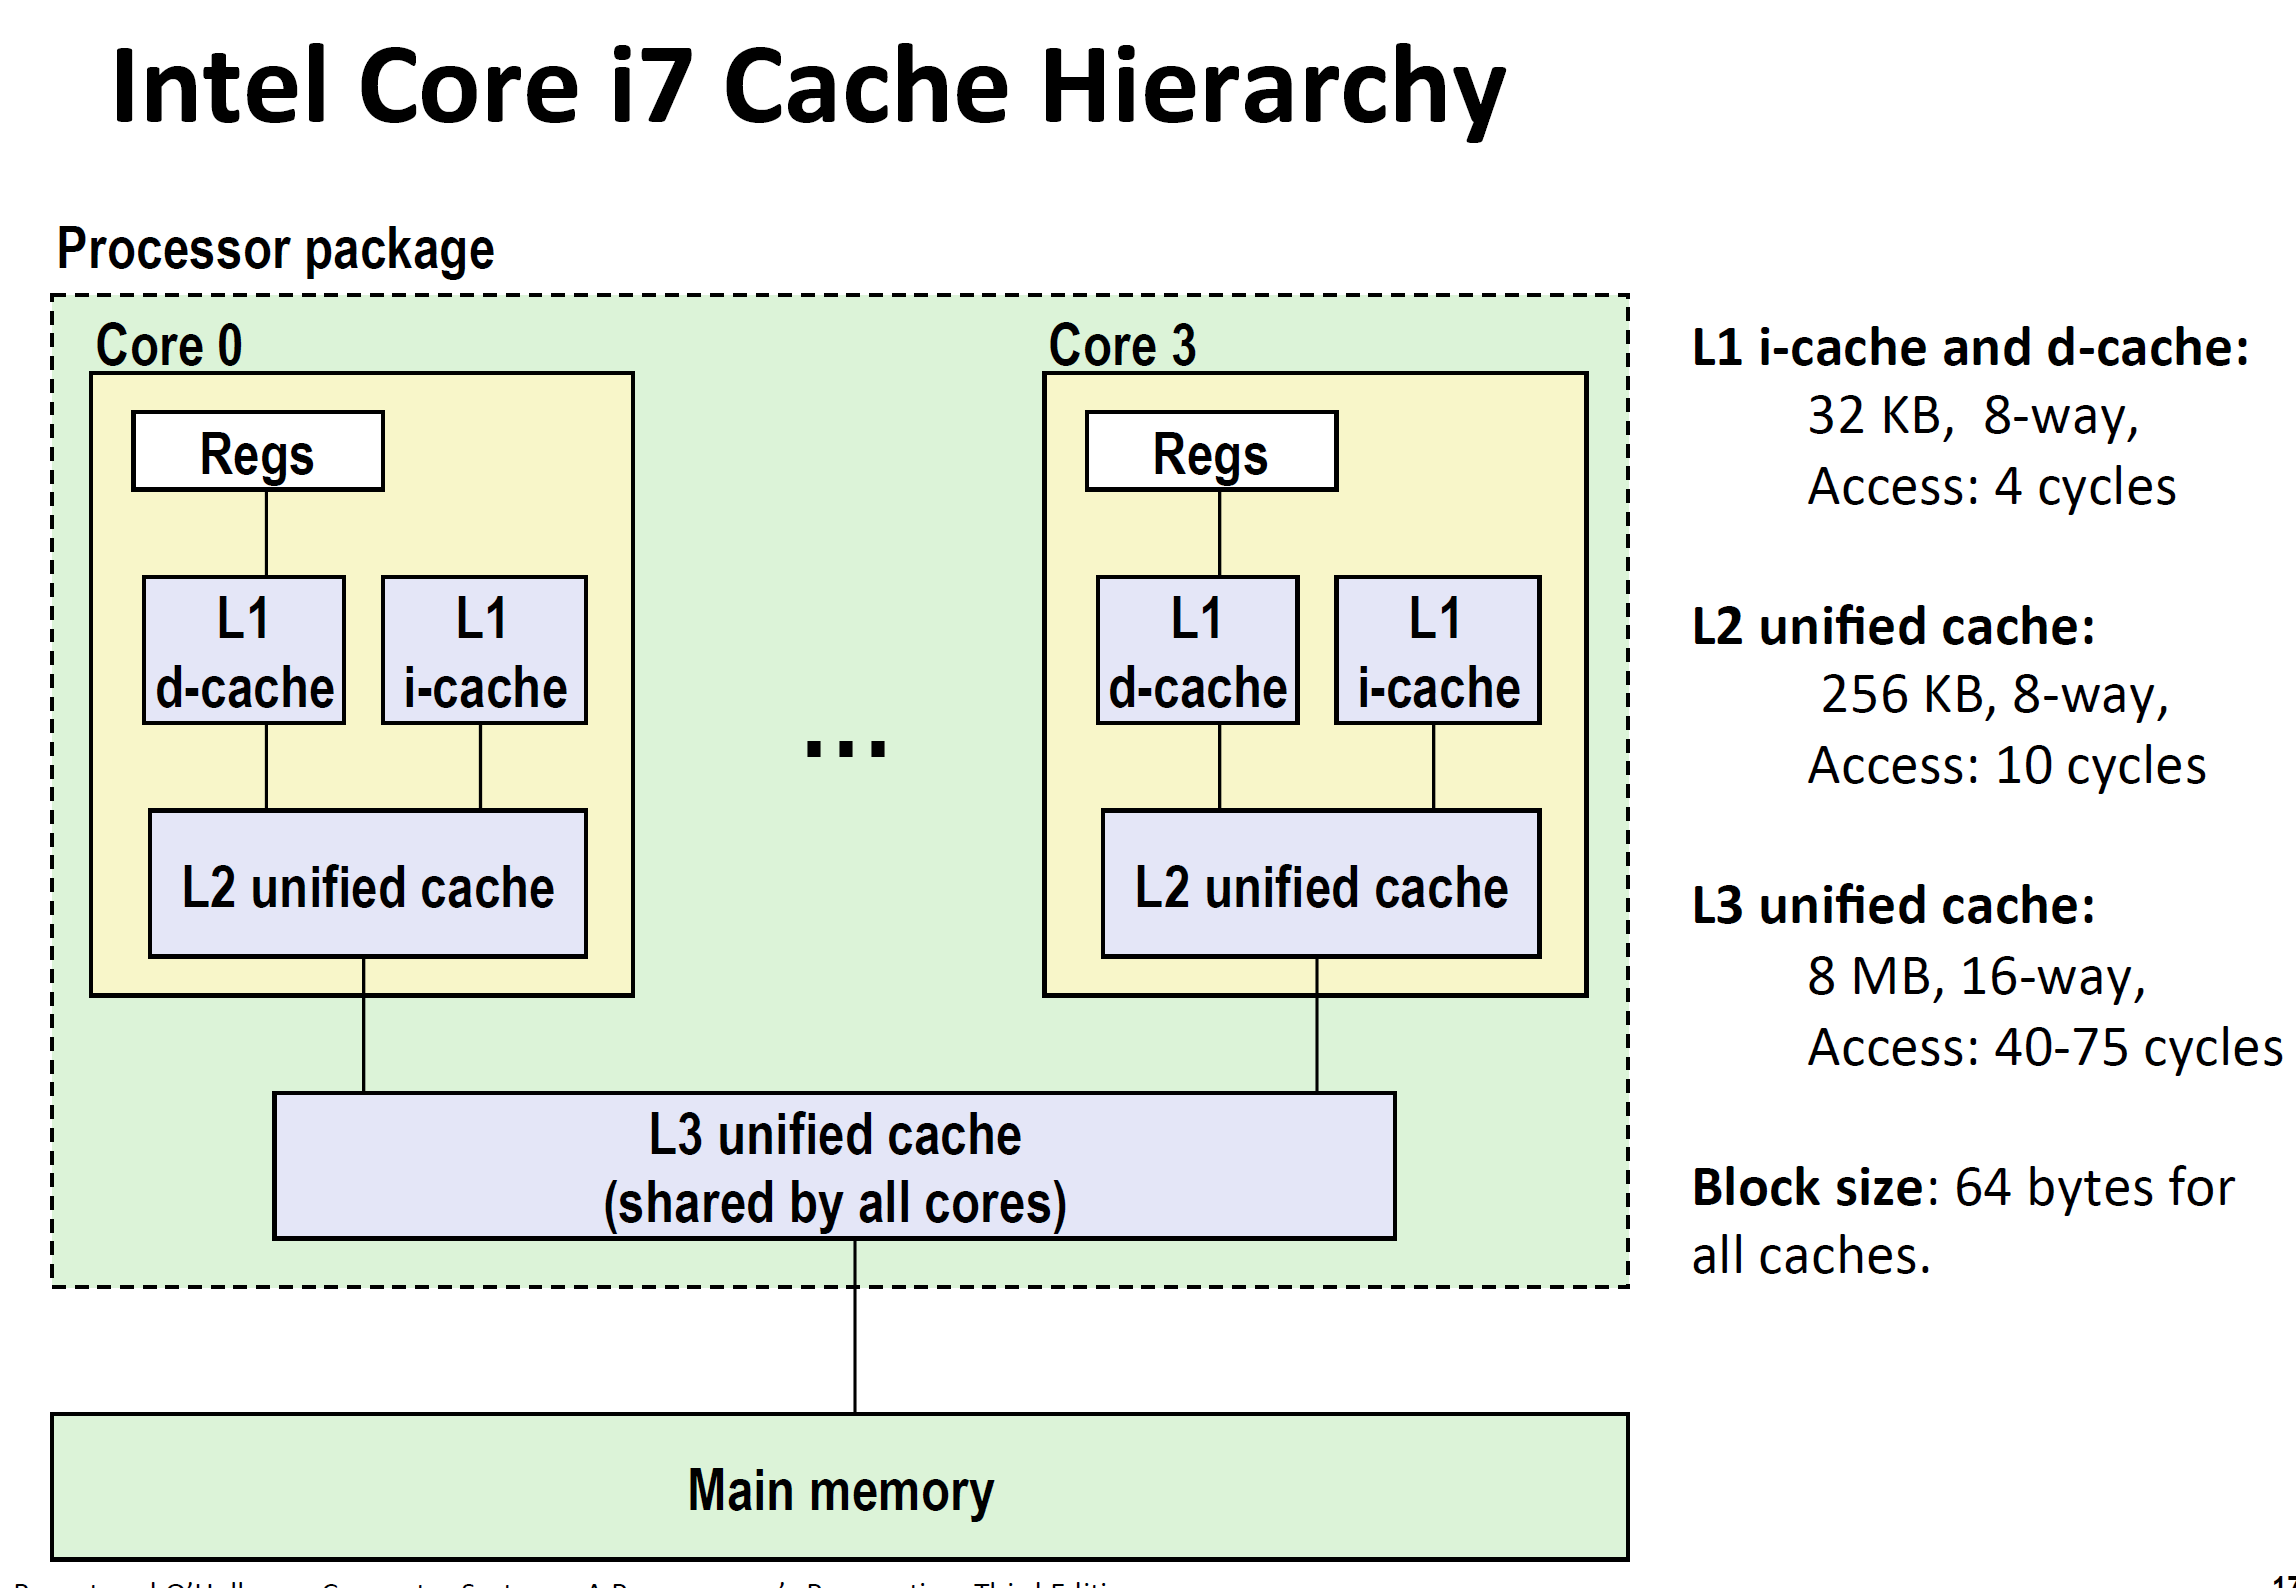 Intel Core i7 Cache Hierarchy
Processor package
Core 0
Regs
L1
d-cache
L1
i-cache
L2 unified cache
...
Core 3
Regs
L1
d-cache
L1
i-cache
L2 unified cache
L3 unified cache
(shared by all cores)
Main memory
L1 i-cache and d-cache:
32 KB, 8-way,
Access: 4 cycles
L2 unified cache:
256 KB, 8-way,
Access: 10 cycles
L3 unified cache:
8 MB, 16-way,
Access: 40-75 cycles
Block size: 64 bytes for
all caches.